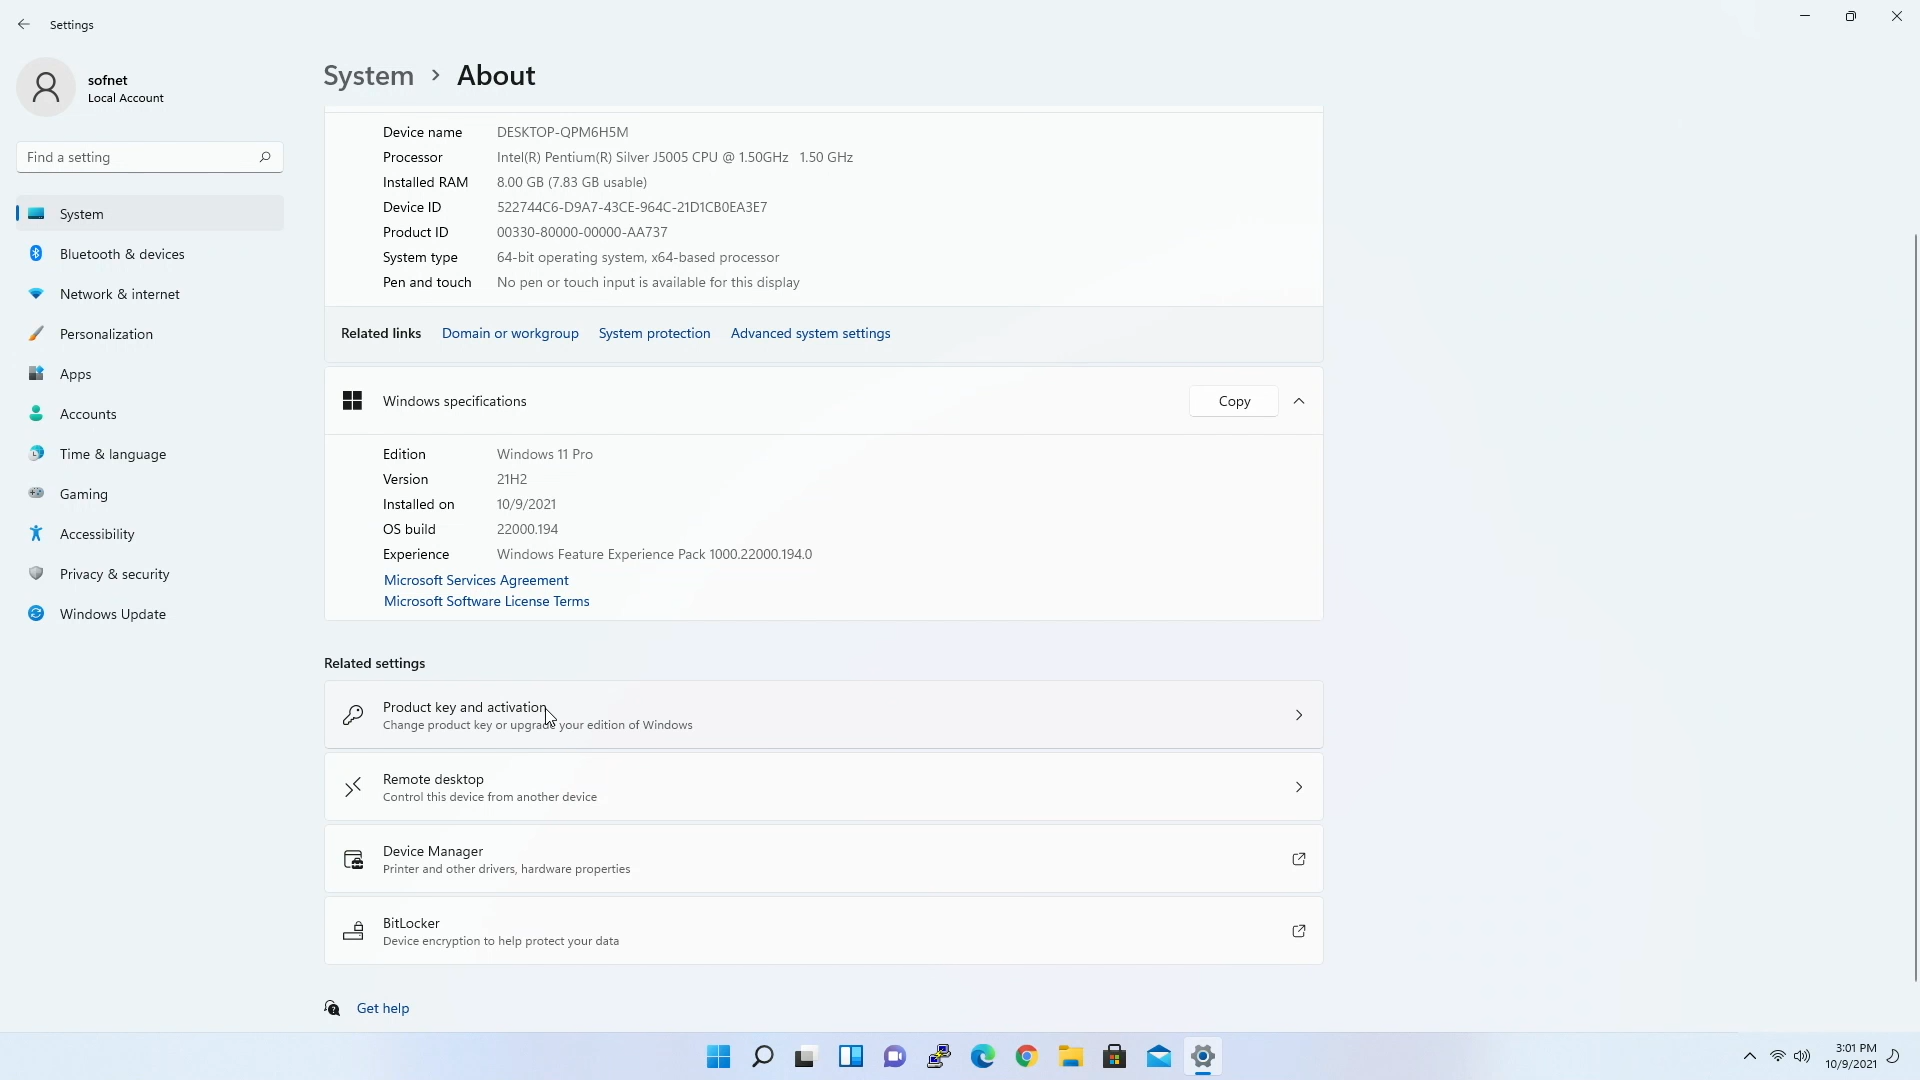 Settings
sofnet
Local Account
Find a setting
System
Bluetooth & devices
Network & internet
Personalization
Apps
Accounts
Time & language
Gaming
Accessibility
Privacy & security
Windows Update
System > About
Device name DESKTOP-QPM6H5M
Processor Intel(R) Pentium(R) Silver J5005 CPU @ 1.50GHz 1.50 GHz
Installed RAM 8.00 GB (7.83 GB usable)
Device ID 522744C6-D9A7-43CE-964C-21D1CB0EA3E7
Product ID 00330-80000-00000-AA737
System type 64-bit operating system, x64-based processor
Pen and touch No pen or touch input is available for this display
Related links Domain or workgroup System protection Advanced system settings
Windows specifications Copy
Edition Windows 11 Pro
Version 21H2
Installed on 10/9/2021
OS build 22000.194
Experience Windows Feature Experience Pack 1000.22000.194.0
Microsoft Services Agreement
Microsoft Software License Terms
Related settings
Product key and activation
Change product key or upgrade your edition of Windows
Remote desktop
Control this device from another device
Device Manager
Printer and other drivers, hardware properties
BitLocker
Device encryption to help protect your data
Get help
3:01 PM
10/9/2021